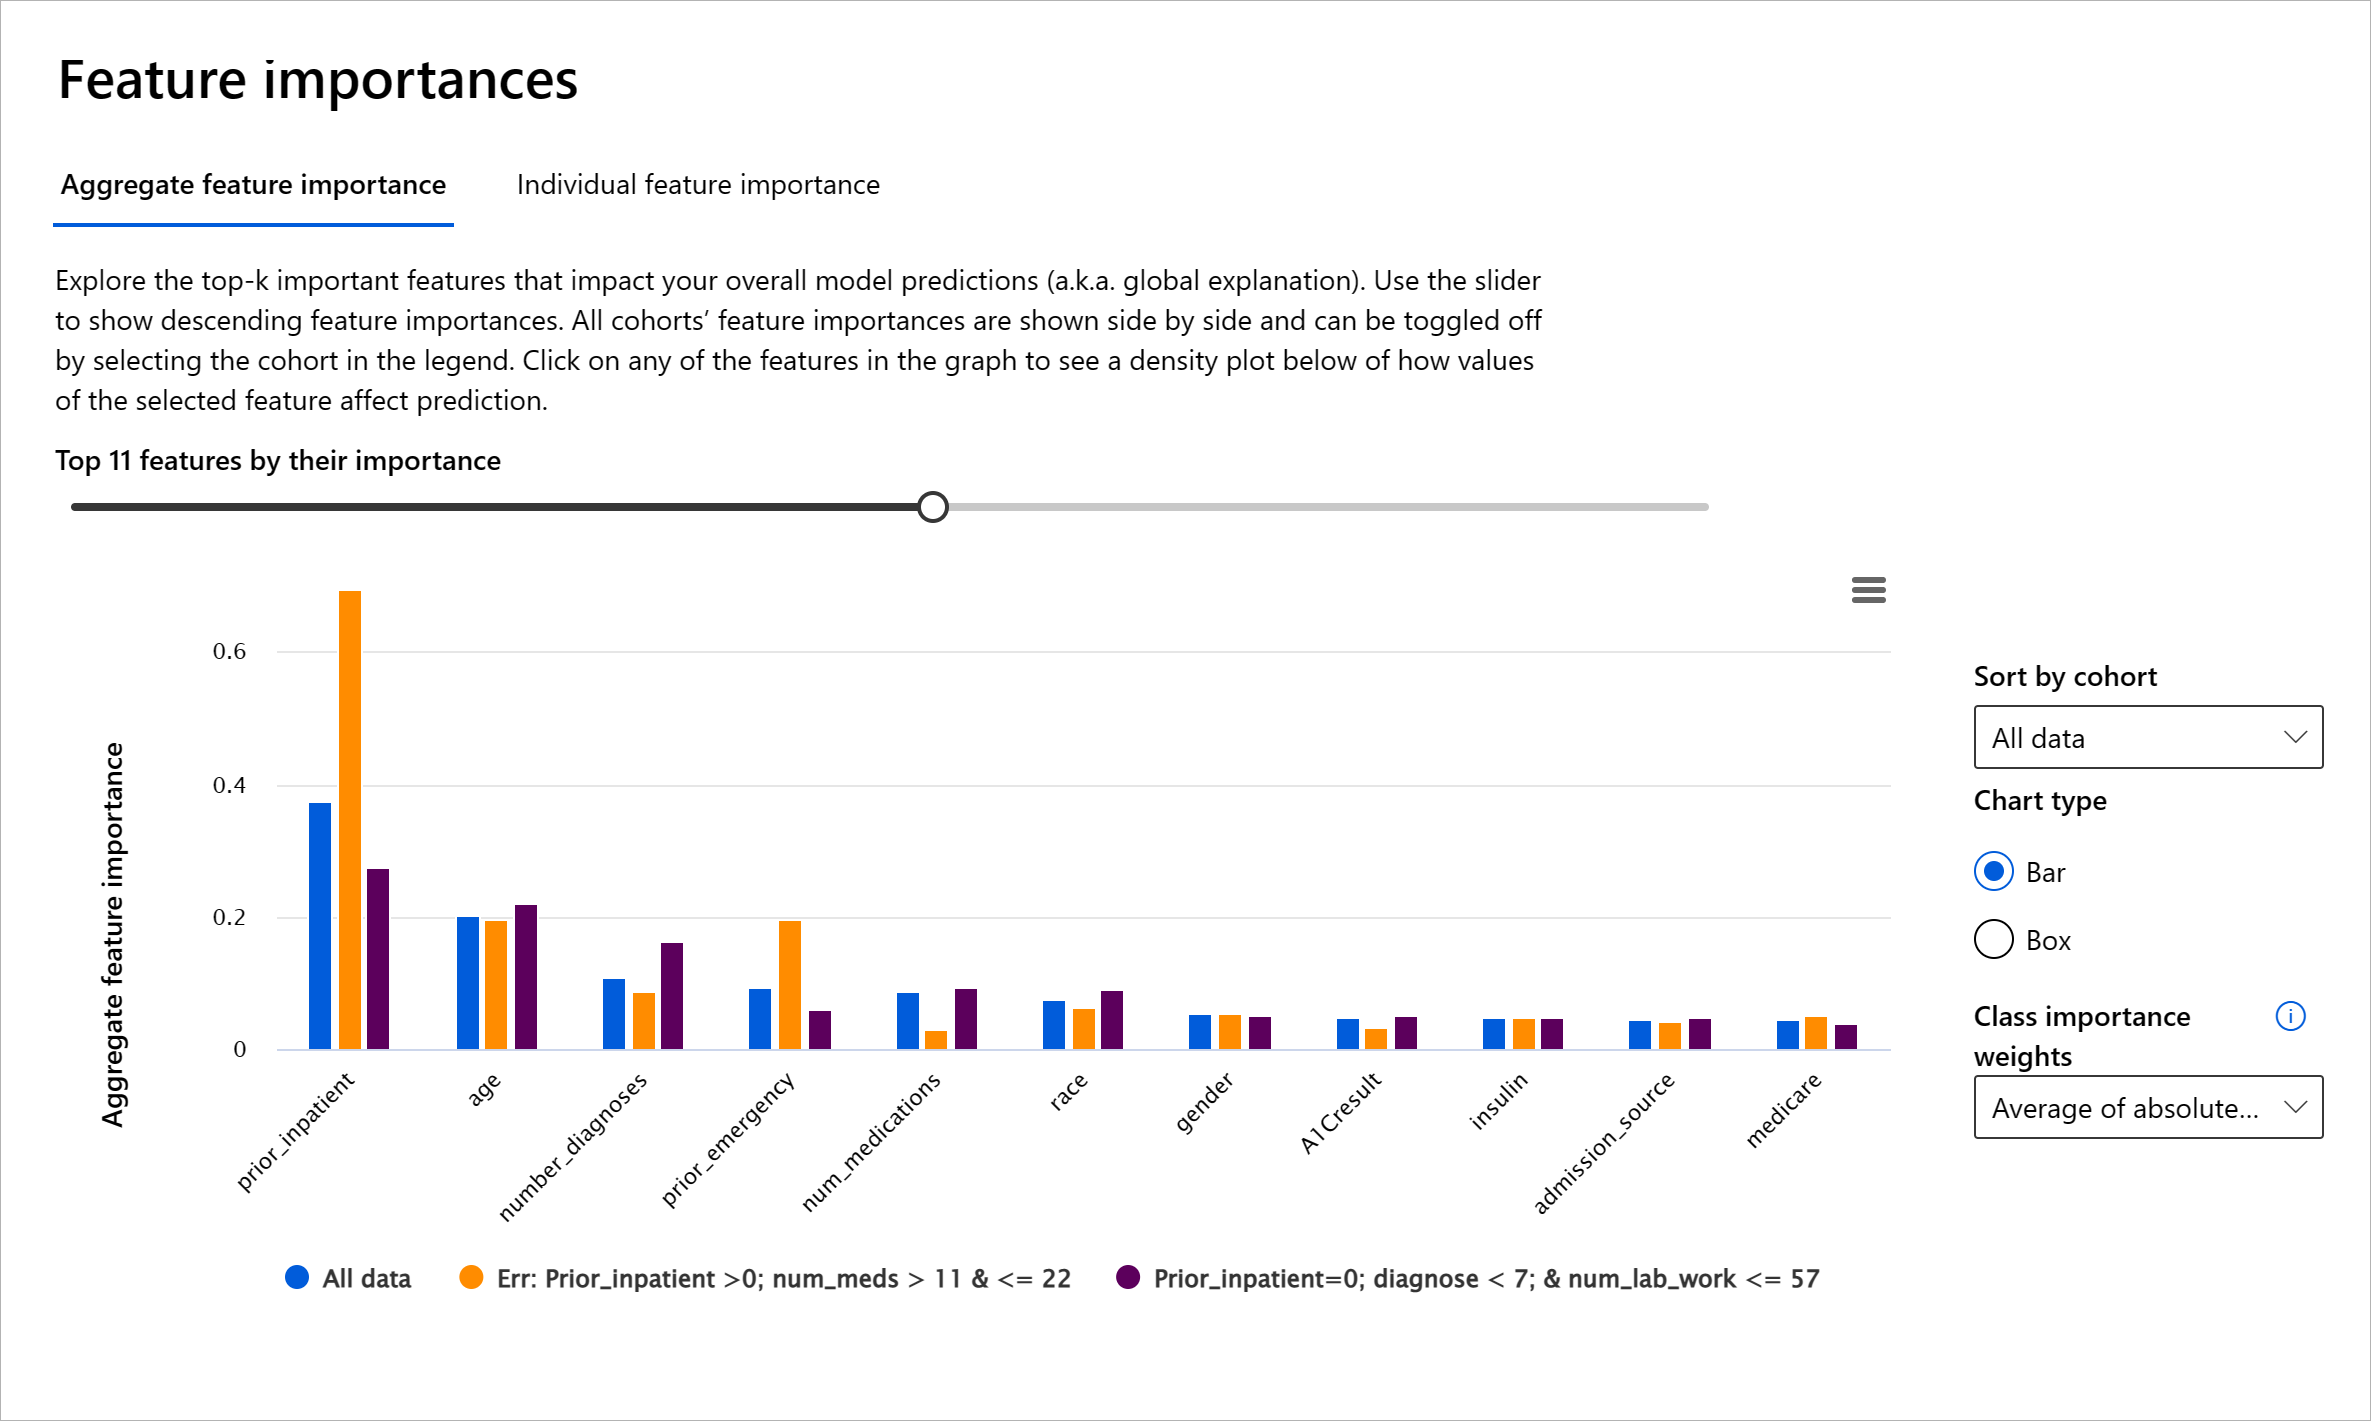 Feature importances
Aggregate feature importance
Individual feature importance
Explore the top-k important features that impact your overall model predictions (a.k.a. global explanation). Use the slider
to show descending feature importances. All cohorts’ feature importances are shown side by side and can be toggled off
by selecting the cohort in the legend. Click on any of the features in the graph to see a density plot below of how values
of the selected feature affect prediction.
Top 11 features by their importance
Aggregate feature importance
0.6
0.4
0.2
0
prior_inpatient
age
number_diagnoses
prior_emergency
num_medications
race
gender
A1Cresult
insulin
admission_source
medicare
All data
Err: Prior_inpatient >0; num_meds > 11 & <= 22
Prior_inpatient=0; diagnose < 7; & num_lab_work <= 57
Sort by cohort
All data
Chart type
Bar
Box
Class importance
weights
i
Average of absolute...